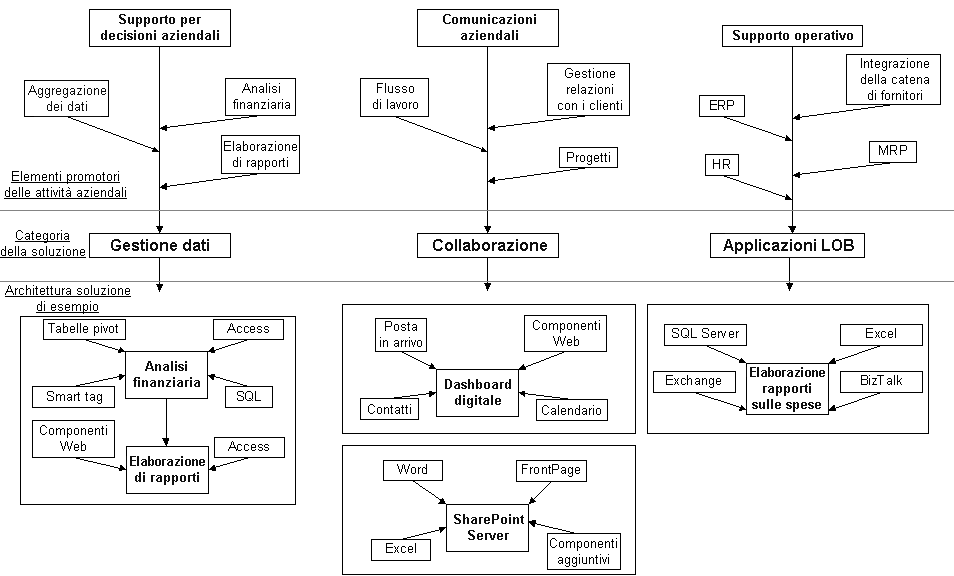 Supporto per
decisioni aziendali
Comunicazioni
aziendali
Supporto operativo
Aggregazione
dei dati
Analisi
finanziaria
Elaborazione
di rapporti
Flusso
di lavoro
Gestione
relazioni
con i clienti
Progetti
ERP
Integrazione
della catena
di fornitori
HR
MRP
Elementi promotori
delle attività aziendali
Categoria
della soluzione
Gestione dati
Collaborazione
Applicazioni LOB
Architettura soluzione
di esempio
Tabelle pivot
Access
Analisi
finanziaria
Smart tag
SQL
Componenti
Web
Access
Elaborazione
di rapporti
Posta
in arrivo
Componenti
Web
Dashboard
digitale
Contatti
Calendario
Word
FrontPage
SharePoint
Server
Excel
Componenti
aggiuntivi
SQL Server
Excel
Elaborazione
rapporti
sulle spese
Exchange
BizTalk